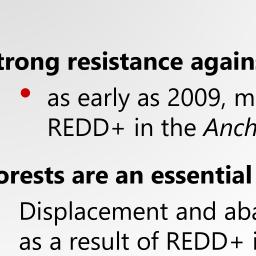 trong resistance again
• as early as 2009, m
REDD+ in the Anch
orests are an essential
Displacement and aba
as a result of REDD+ i